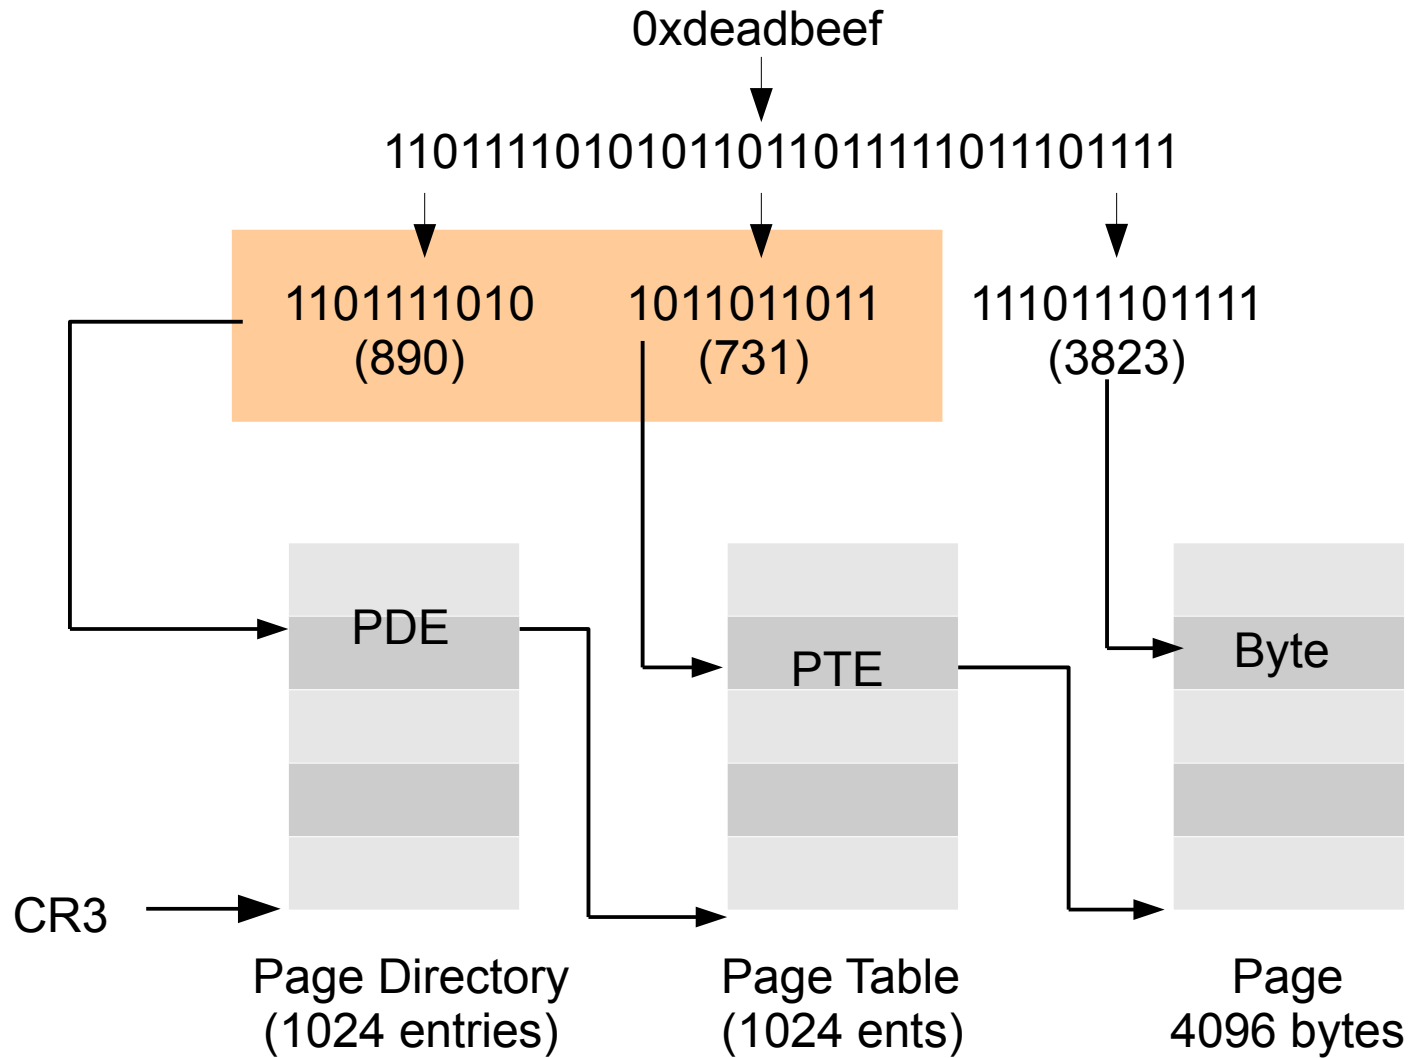 0xdeadbeef
11011110101011011011111011101111
1101111010 1011011011 111011101111
(890) (731) (3823)
PDE PTE Byte
CR3
Page Directory Page Table Page
(1024 entries) (1024 ents) 4096 bytes